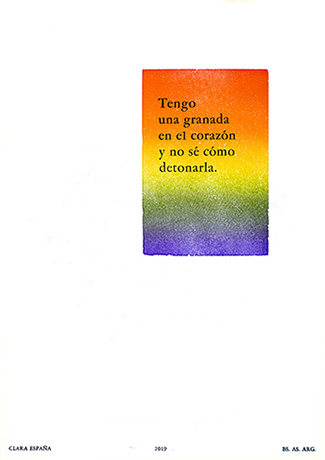 Tengo
una granada
en el corazón
y no sé cómo
detonarla.
CLARA ESPAÑA 2019 BS. AS. ARG.